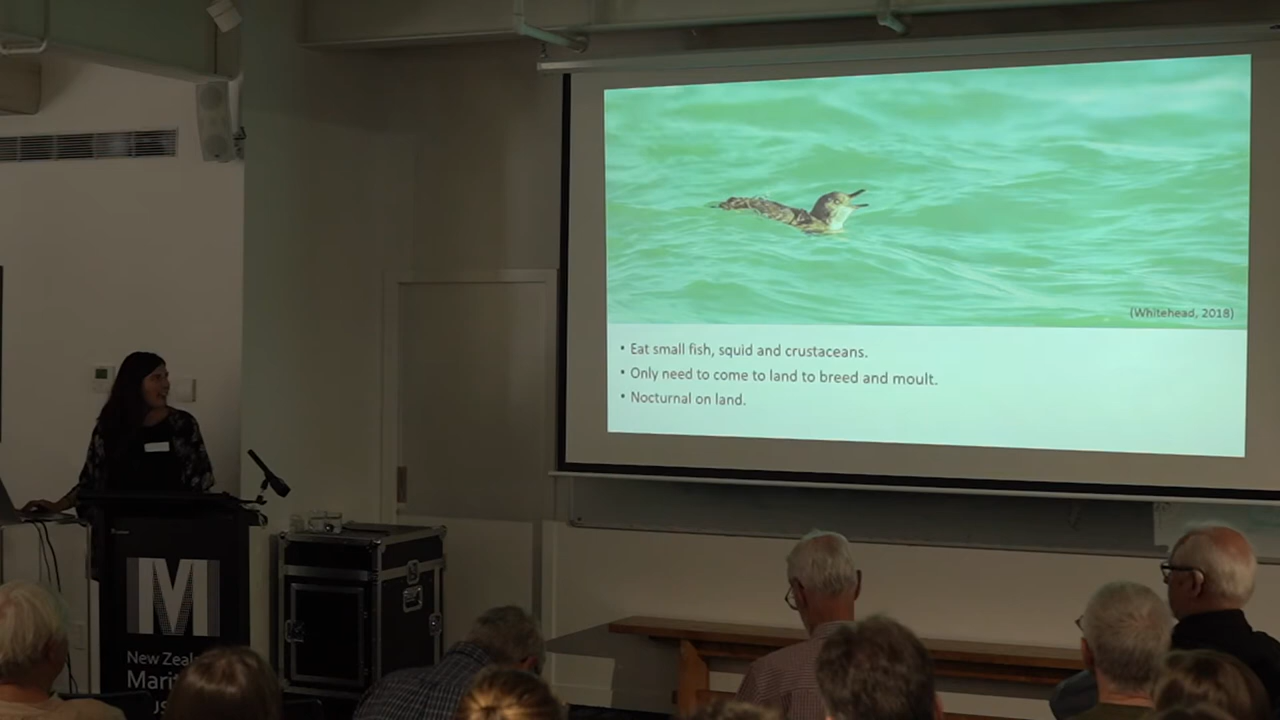 (Whitehead, 2018)
• Eat small fish, squid and crustaceans.
• Only need to come to land to breed and moult.
• Nocturnal on land.
M
New Zeal
Marit